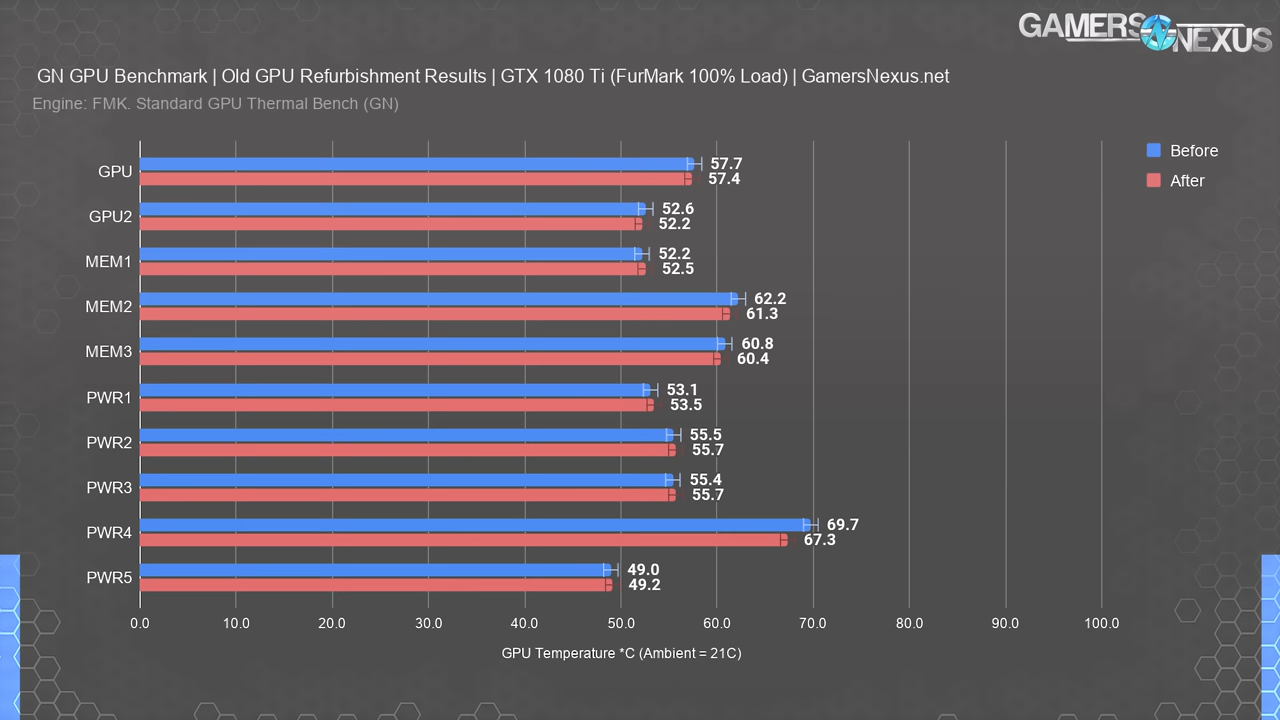 GAMERS NEXUS
GN GPU Benchmark | Old GPU Refurbishment Results | GTX 1080 Ti (FurMark 100% Load) | GamersNexus.net
Engine: FMK. Standard GPU Thermal Bench (GN)
Before
After
GPU 57.7
57.4
GPU2 52.6
52.2
MEM1 52.2
52.5
MEM2 62.2
61.3
MEM3 60.8
60.4
PWR1 53.1
53.5
PWR2 55.5
55.7
PWR3 55.4
55.7
PWR4 69.7
67.3
PWR5 49.0
49.2
0.0 10.0 20.0 30.0 40.0 50.0 60.0 70.0 80.0 90.0 100.0
GPU Temperature *C (Ambient = 21C)